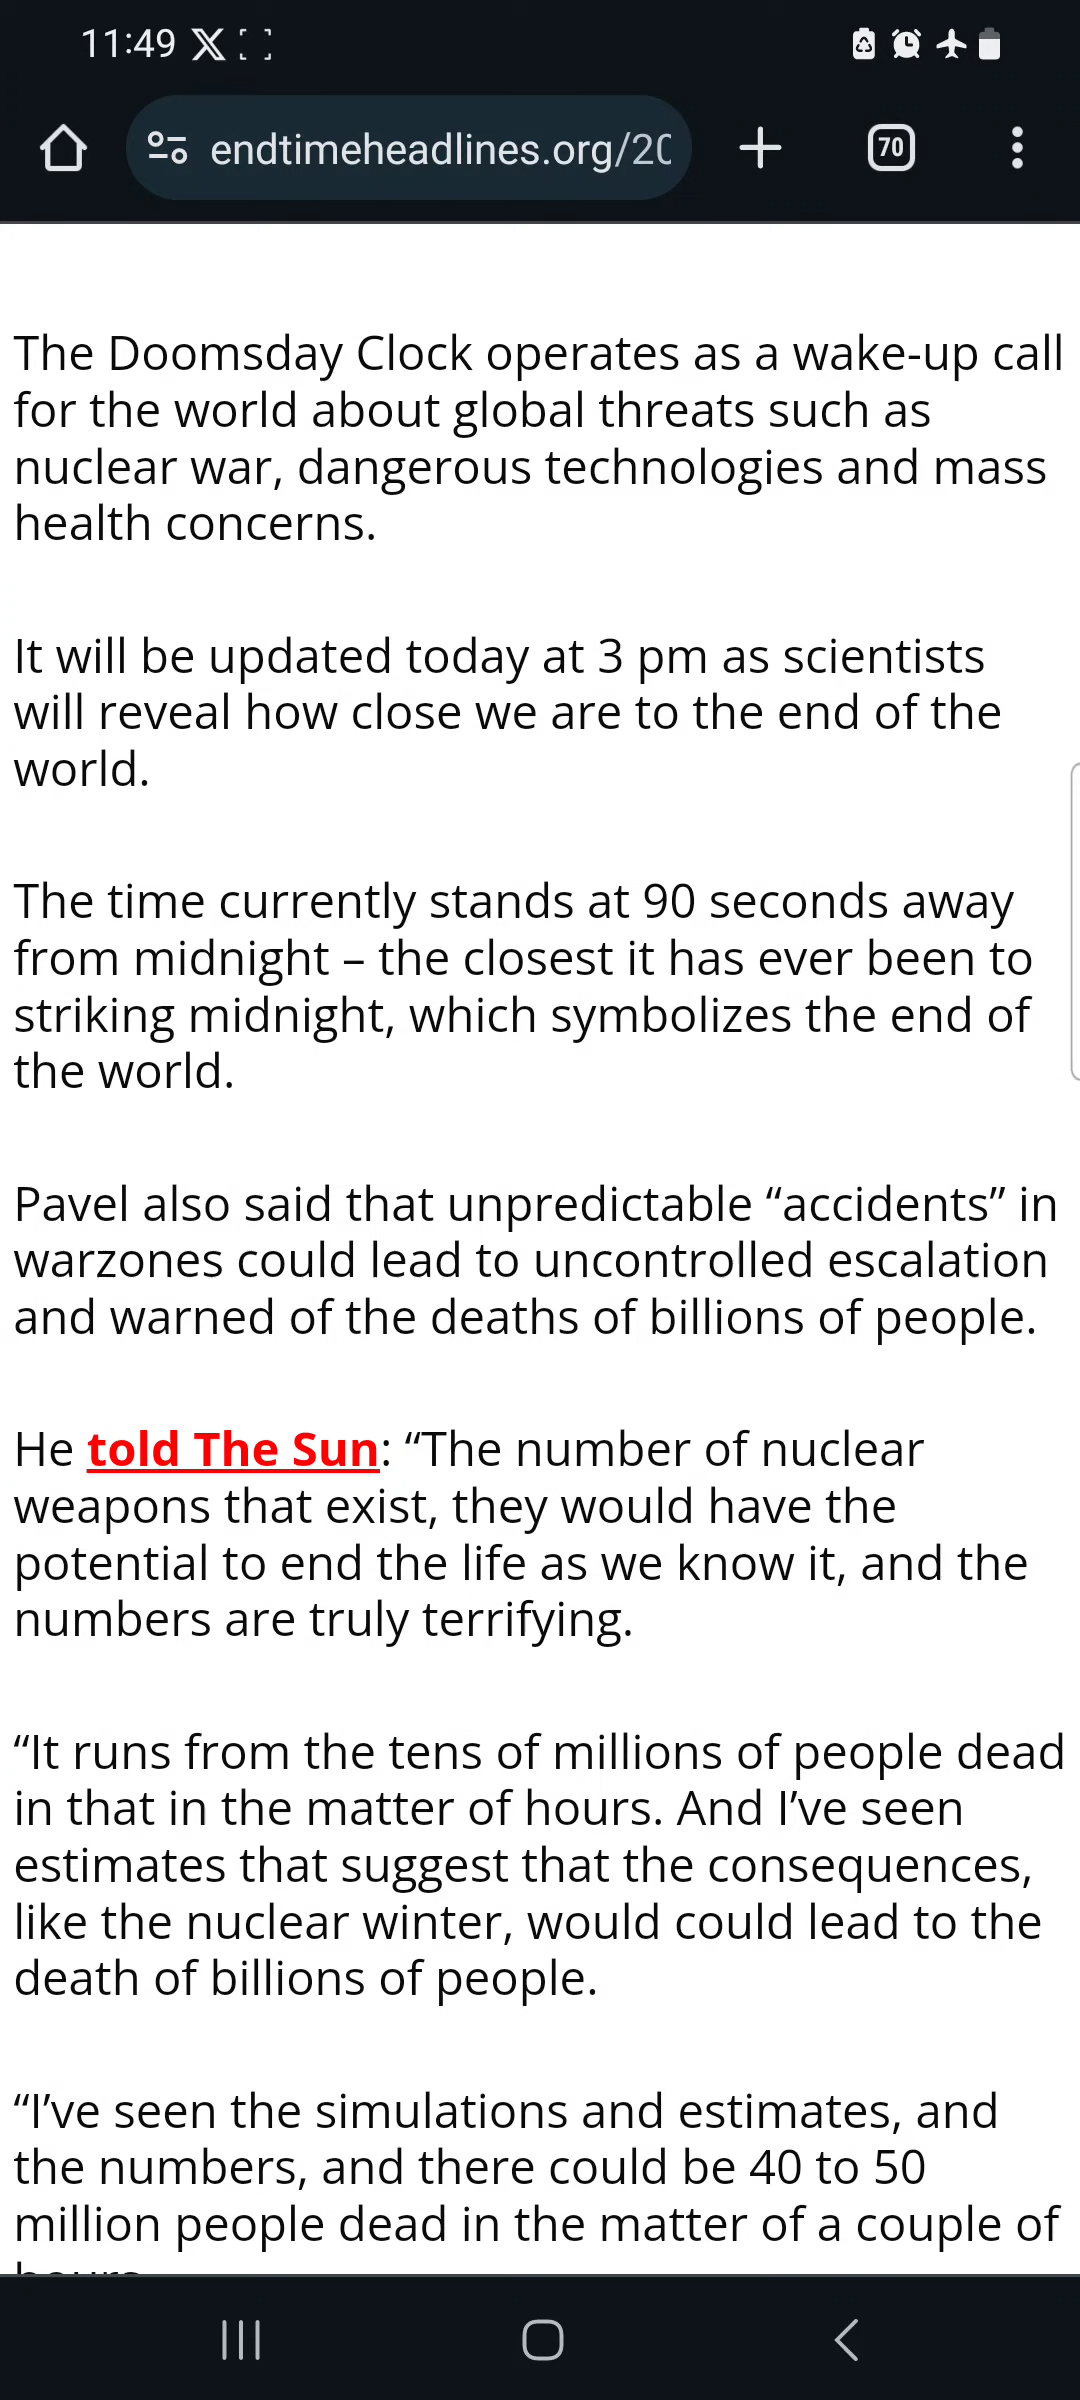 11:49
endtimeheadlines.org/20
70
The Doomsday Clock operates as a wake-up call
for the world about global threats such as
nuclear war, dangerous technologies and mass
health concerns.
It will be updated today at 3 pm as scientists
will reveal how close we are to the end of the
world.
The time currently stands at 90 seconds away
from midnight – the closest it has ever been to
striking midnight, which symbolizes the end of
the world.
Pavel also said that unpredictable “accidents” in
warzones could lead to uncontrolled escalation
and warned of the deaths of billions of people.
He told The Sun: “The number of nuclear
weapons that exist, they would have the
potential to end the life as we know it, and the
numbers are truly terrifying.
“It runs from the tens of millions of people dead
in that in the matter of hours. And I’ve seen
estimates that suggest that the consequences,
like the nuclear winter, would could lead to the
death of billions of people.
“I’ve seen the simulations and estimates, and
the numbers, and there could be 40 to 50
million people dead in the matter of a couple of